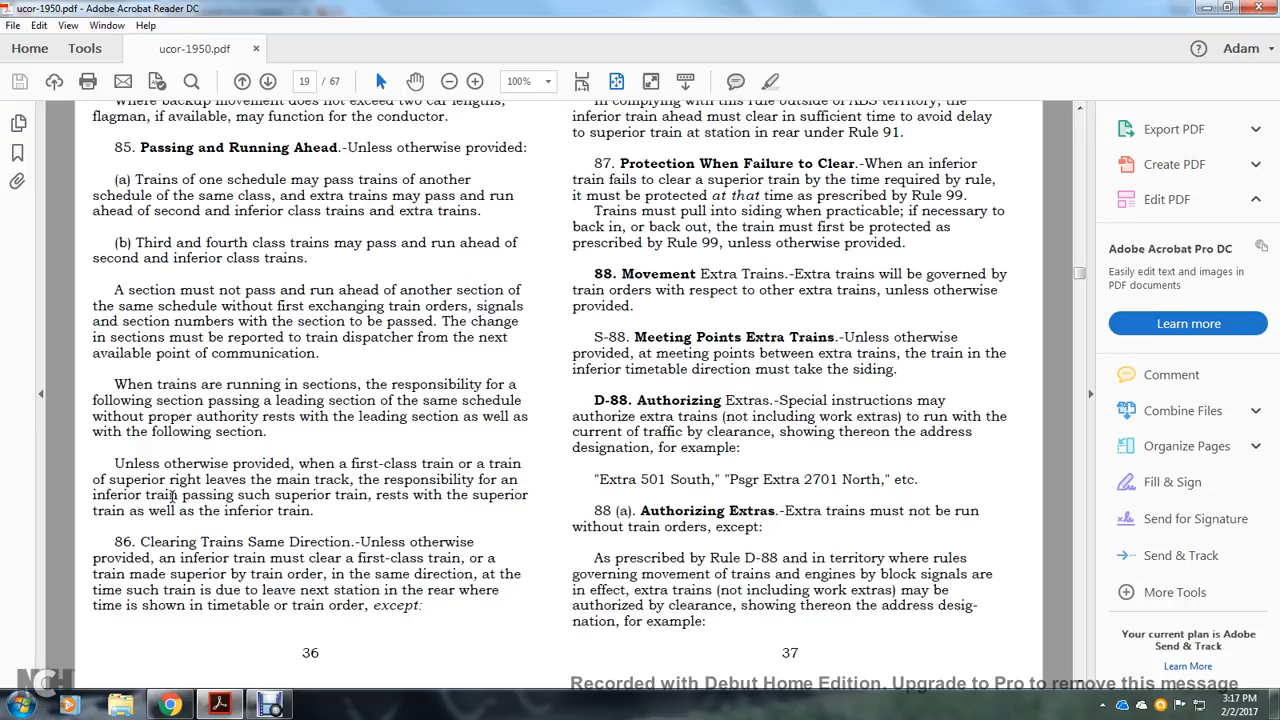 ucor-1950.pdf - Adobe Acrobat Reader DC
File Edit View Window Help
Home Tools ucor-1950.pdf × Adam
19 / 67 100%
Where backup movement does not exceed two car lengths,
flagman, if available, may function for the conductor.
85. Passing and Running Ahead.-Unless otherwise provided:
(a) Trains of one schedule may pass trains of another
schedule of the same class, and extra trains may pass and run
ahead of second and inferior class trains and extra trains.
(b) Third and fourth class trains may pass and run ahead of
second and inferior class trains.
A section must not pass and run ahead of another section of
the same schedule without first exchanging train orders, signals
and section numbers with the section to be passed. The change
in sections must be reported to train dispatcher from the next
available point of communication.
When trains are running in sections, the responsibility for a
following section passing a leading section of the same schedule
without proper authority rests with the leading section as well as
with the following section.
Unless otherwise provided, when a first-class train or a train
of superior right leaves the main track, the responsibility for an
inferior train passing such superior train, rests with the superior
train as well as the inferior train.
86. Clearing Trains Same Direction.-Unless otherwise
provided, an inferior train must clear a first-class train, or a
train made superior by train order, in the same direction, at the
time such train is due to leave next station in the rear where
time is shown in timetable or train order, except:
36
In complying with this rule outside of ABS territory, the
inferior train ahead must clear in sufficient time to avoid delay
to superior train at station in rear under Rule 91.
87. Protection When Failure to Clear.-When an inferior
train fails to clear a superior train by the time required by rule,
it must be protected at that time as prescribed by Rule 99.
Trains must pull into siding when practicable; if necessary to
back in, or back out, the train must first be protected as
prescribed by Rule 99, unless otherwise provided.
88. Movement Extra Trains.-Extra trains will be governed by
train orders with respect to other extra trains, unless otherwise
provided.
S-88. Meeting Points Extra Trains.-Unless otherwise
provided, at meeting points between extra trains, the train in the
inferior timetable direction must take the siding.
D-88. Authorizing Extras.-Special instructions may
authorize extra trains (not including work extras) to run with the
current of traffic by clearance, showing thereon the address
designation, for example:
"Extra 501 South," "Psgr Extra 2701 North," etc.
88 (a). Authorizing Extras.-Extra trains must not be run
without train orders, except:
As prescribed by Rule D-88 and in territory where rules
governing movement of trains and engines by block signals are
in effect, extra trains (not including work extras) may be
authorized by clearance, showing thereon the address desig-
nation, for example:
37
Export PDF
Create PDF
Edit PDF
Adobe Acrobat Pro DC
Easily edit text and images in
PDF documents
Learn more
Comment
Combine Files
Organize Pages
Fill & Sign
Send for Signature
Send & Track
More Tools
Your current plan is Adobe
Send & Track
Learn More
NCH
Recorded with Debut Home Edition. Upgrade to Pro to remove this message
3:17 PM
2/2/2017